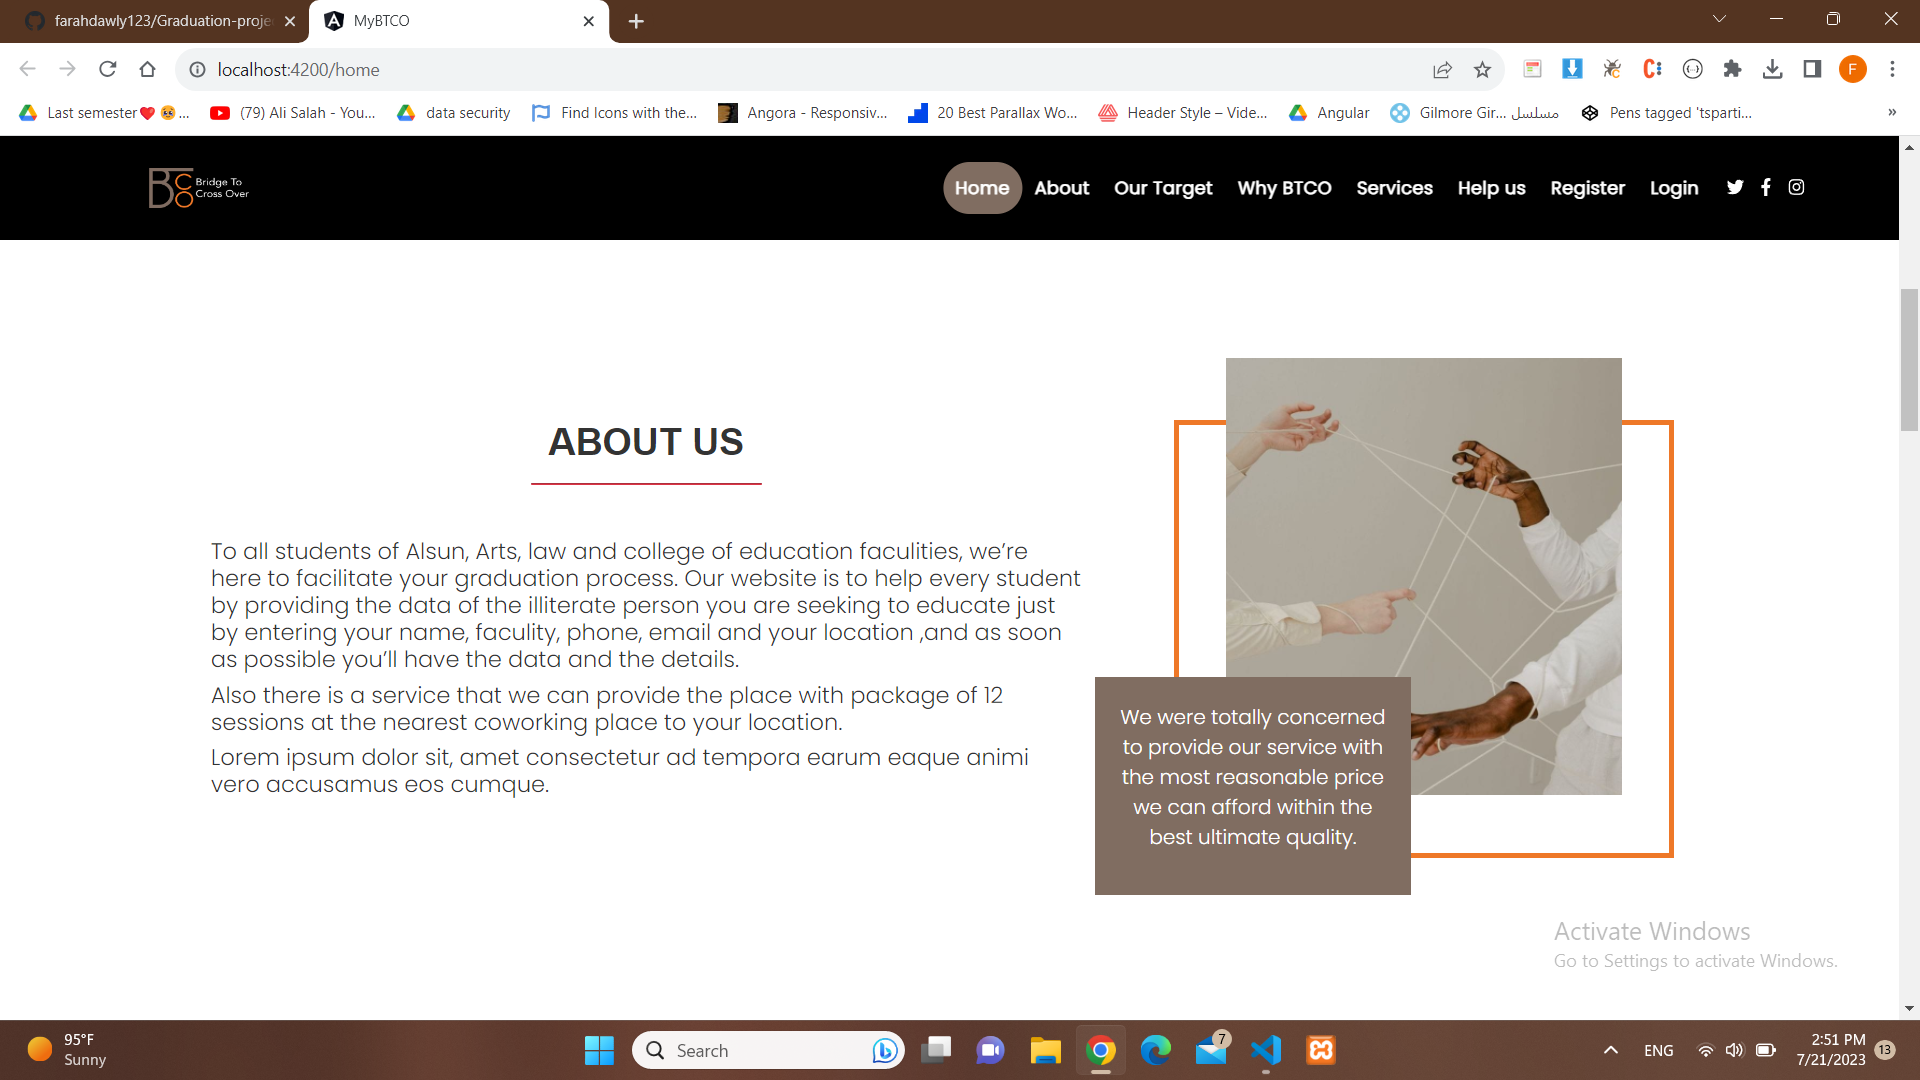 farahdawly123/Graduation-proje
MyBTCO
localhost:4200/home
F
Last semester❤️🥺...
(79) Ali Salah - You...
data security
Find Icons with the...
Angora - Responsiv...
20 Best Parallax Wo...
Header Style – Vide...
Angular
Gilmore Gir... مسلسل
Pens tagged 'tsparti...
»
BTCO Bridge To
Cross Over
Home About Our Target Why BTCO Services Help us Register Login
ABOUT US
To all students of Alsun, Arts, law and college of education faculities, we’re
here to facilitate your graduation process. Our website is to help every student
by providing the data of the illiterate person you are seeking to educate just
by entering your name, faculity, phone, email and your location ,and as soon
as possible you’ll have the data and the details.
Also there is a service that we can provide the place with package of 12
sessions at the nearest coworking place to your location.
Lorem ipsum dolor sit, amet consectetur ad tempora earum eaque animi
vero accusamus eos cumque.
We were totally concerned
to provide our service with
the most reasonable price
we can afford within the
best ultimate quality.
Activate Windows
Go to Settings to activate Windows.
95°F
Sunny
Search
7
ENG
2:51 PM
7/21/2023
13